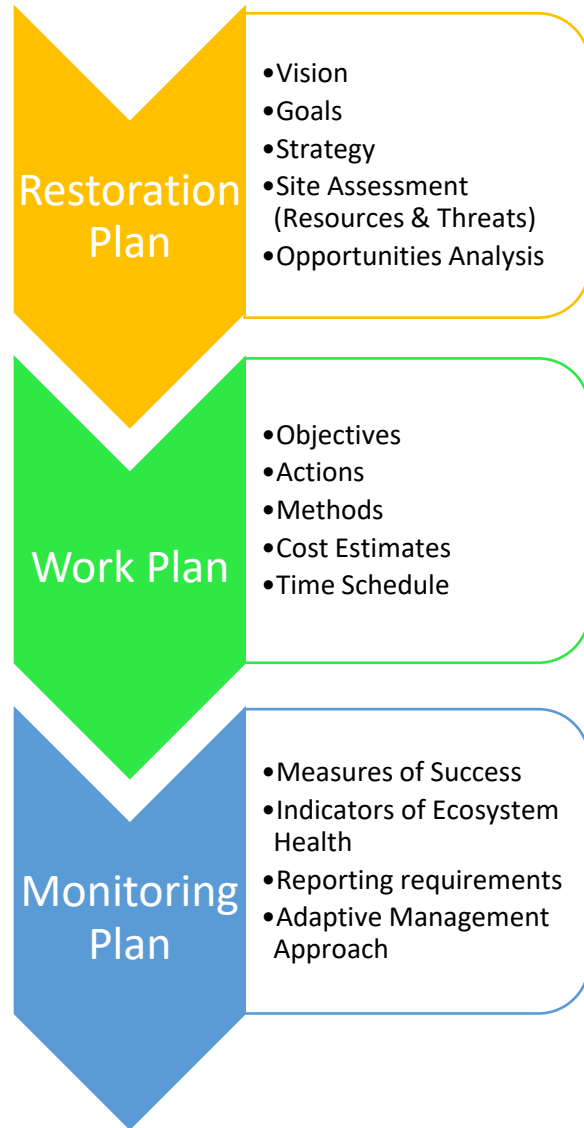 Restoration
Plan
•Vision
•Goals
•Strategy
•Site Assessment
(Resources & Threats)
•Opportunities Analysis
Work Plan
•Objectives
•Actions
•Methods
•Cost Estimates
•Time Schedule
Monitoring
Plan
•Measures of Success
•Indicators of Ecosystem
Health
•Reporting requirements
•Adaptive Management
Approach